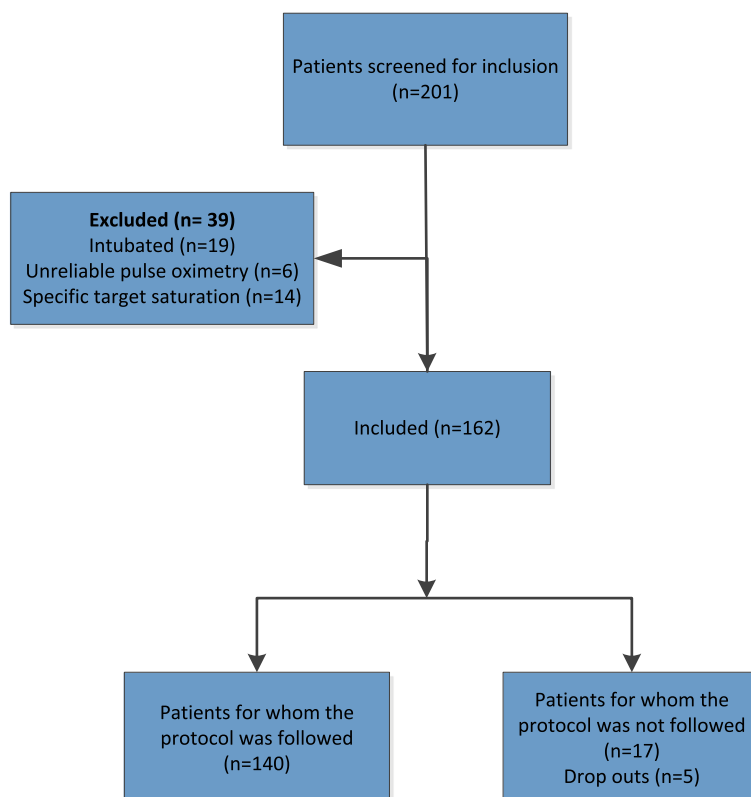 Patients screened for inclusion
(n=201)
Excluded (n= 39)
Intubated (n=19)
Unreliable pulse oximetry (n=6)
Specific target saturation (n=14)
Included (n=162)
Patients for whom the
protocol was followed
(n=140)
Patients for whom the
protocol was not followed
(n=17)
Drop outs (n=5)